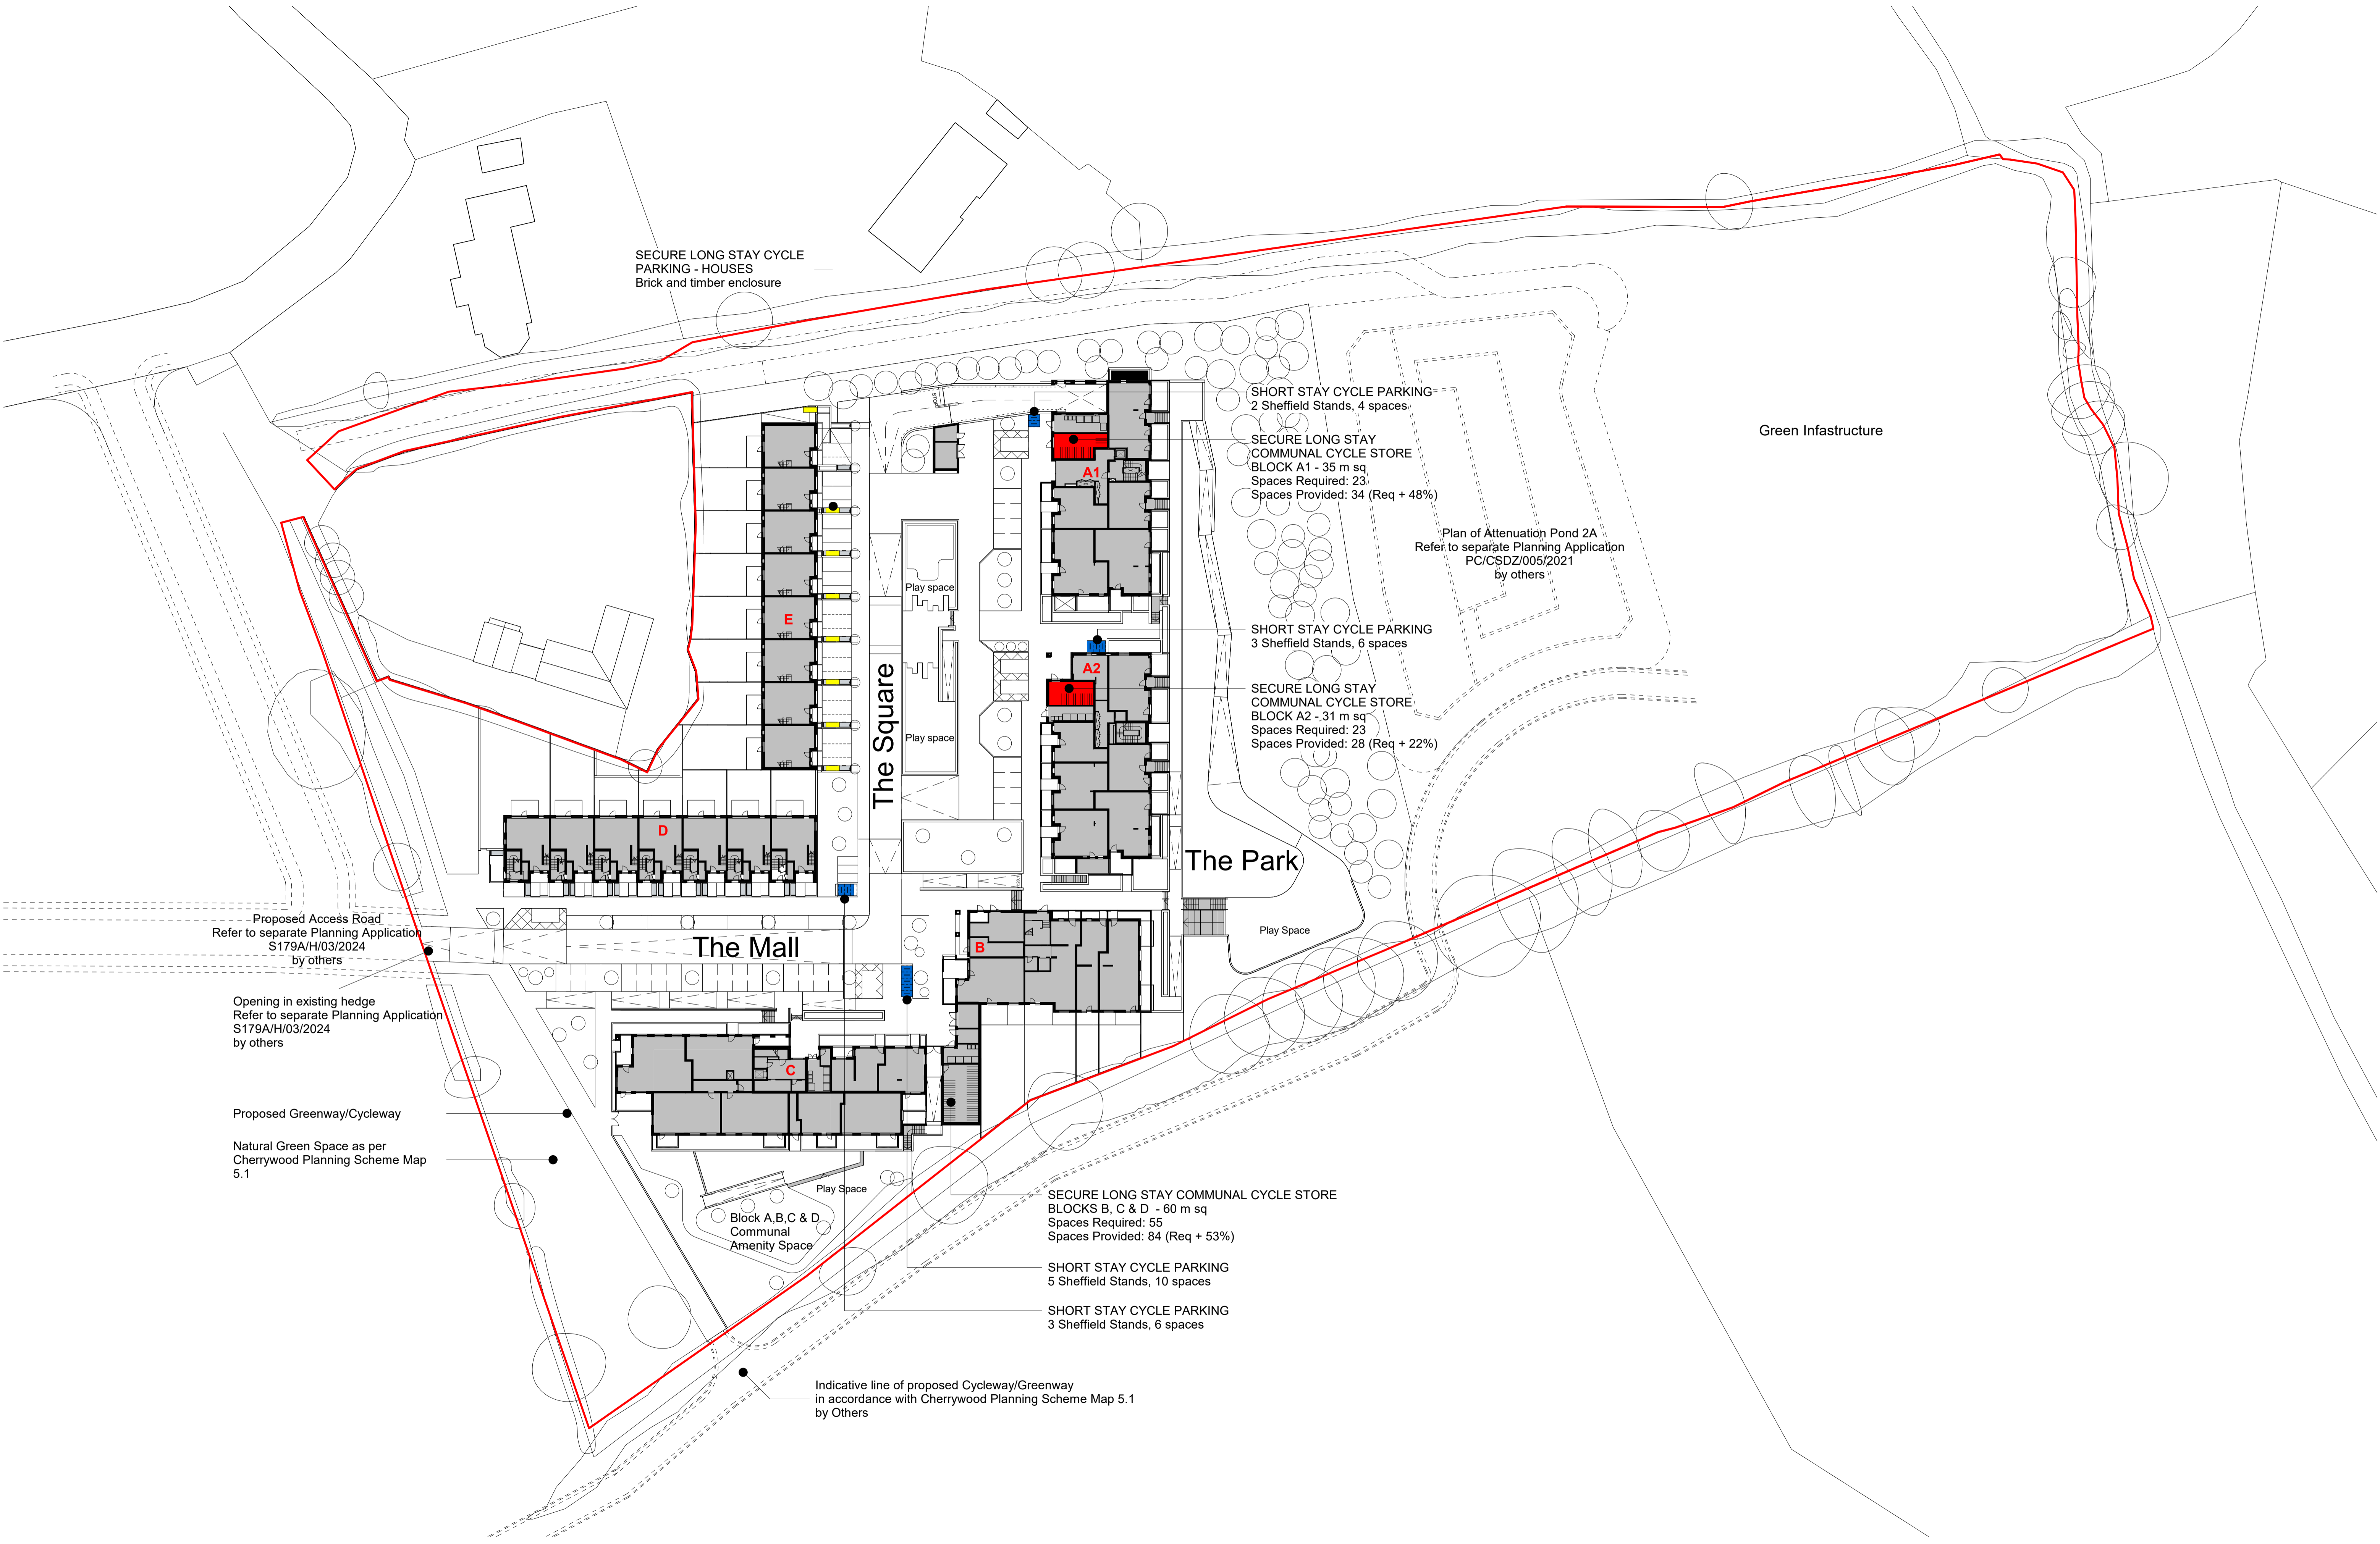 SECURE LONG STAY CYCLE
PARKING - HOUSES
Brick and timber enclosure
SHORT STAY CYCLE PARKING
2 Sheffield Stands, 4 spaces
SECURE LONG STAY
COMMUNAL CYCLE STORE
BLOCK A1 - 35 m sq
Spaces Required: 23
Spaces Provided: 34 (Req + 48%)
Green Infastructure
A1
Plan of Attenuation Pond 2A
Refer to separate Planning Application
PC/CSDZ/005/2021
by others
Play space
E
SHORT STAY CYCLE PARKING
3 Sheffield Stands, 6 spaces
A2
SECURE LONG STAY
COMMUNAL CYCLE STORE
BLOCK A2 - 31 m sq
Spaces Required: 23
Spaces Provided: 28 (Req + 22%)
The Square
Play space
D
The Park
Proposed Access Road
Refer to separate Planning Application
S179A/H/03/2024
by others
The Mall
B
Play Space
Opening in existing hedge
Refer to separate Planning Application
S179A/H/03/2024
by others
C
Proposed Greenway/Cycleway
Natural Green Space as per
Cherrywood Planning Scheme Map
5.1
Play Space
Block A,B,C & D
Communal
Amenity Space
SECURE LONG STAY COMMUNAL CYCLE STORE
BLOCKS B, C & D - 60 m sq
Spaces Required: 55
Spaces Provided: 84 (Req + 53%)
SHORT STAY CYCLE PARKING
5 Sheffield Stands, 10 spaces
SHORT STAY CYCLE PARKING
3 Sheffield Stands, 6 spaces
Indicative line of proposed Cycleway/Greenway
in accordance with Cherrywood Planning Scheme Map 5.1
by Others